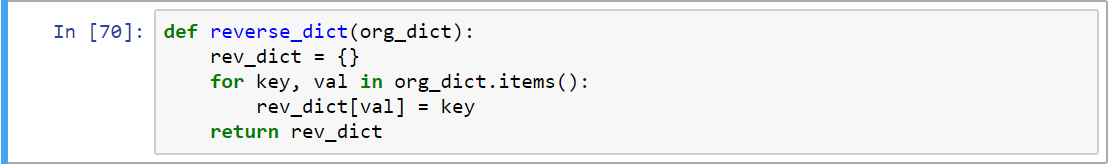 In [70]: def reverse_dict(org_dict):
    rev_dict = {}
    for key, val in org_dict.items():
        rev_dict[val] = key
    return rev_dict